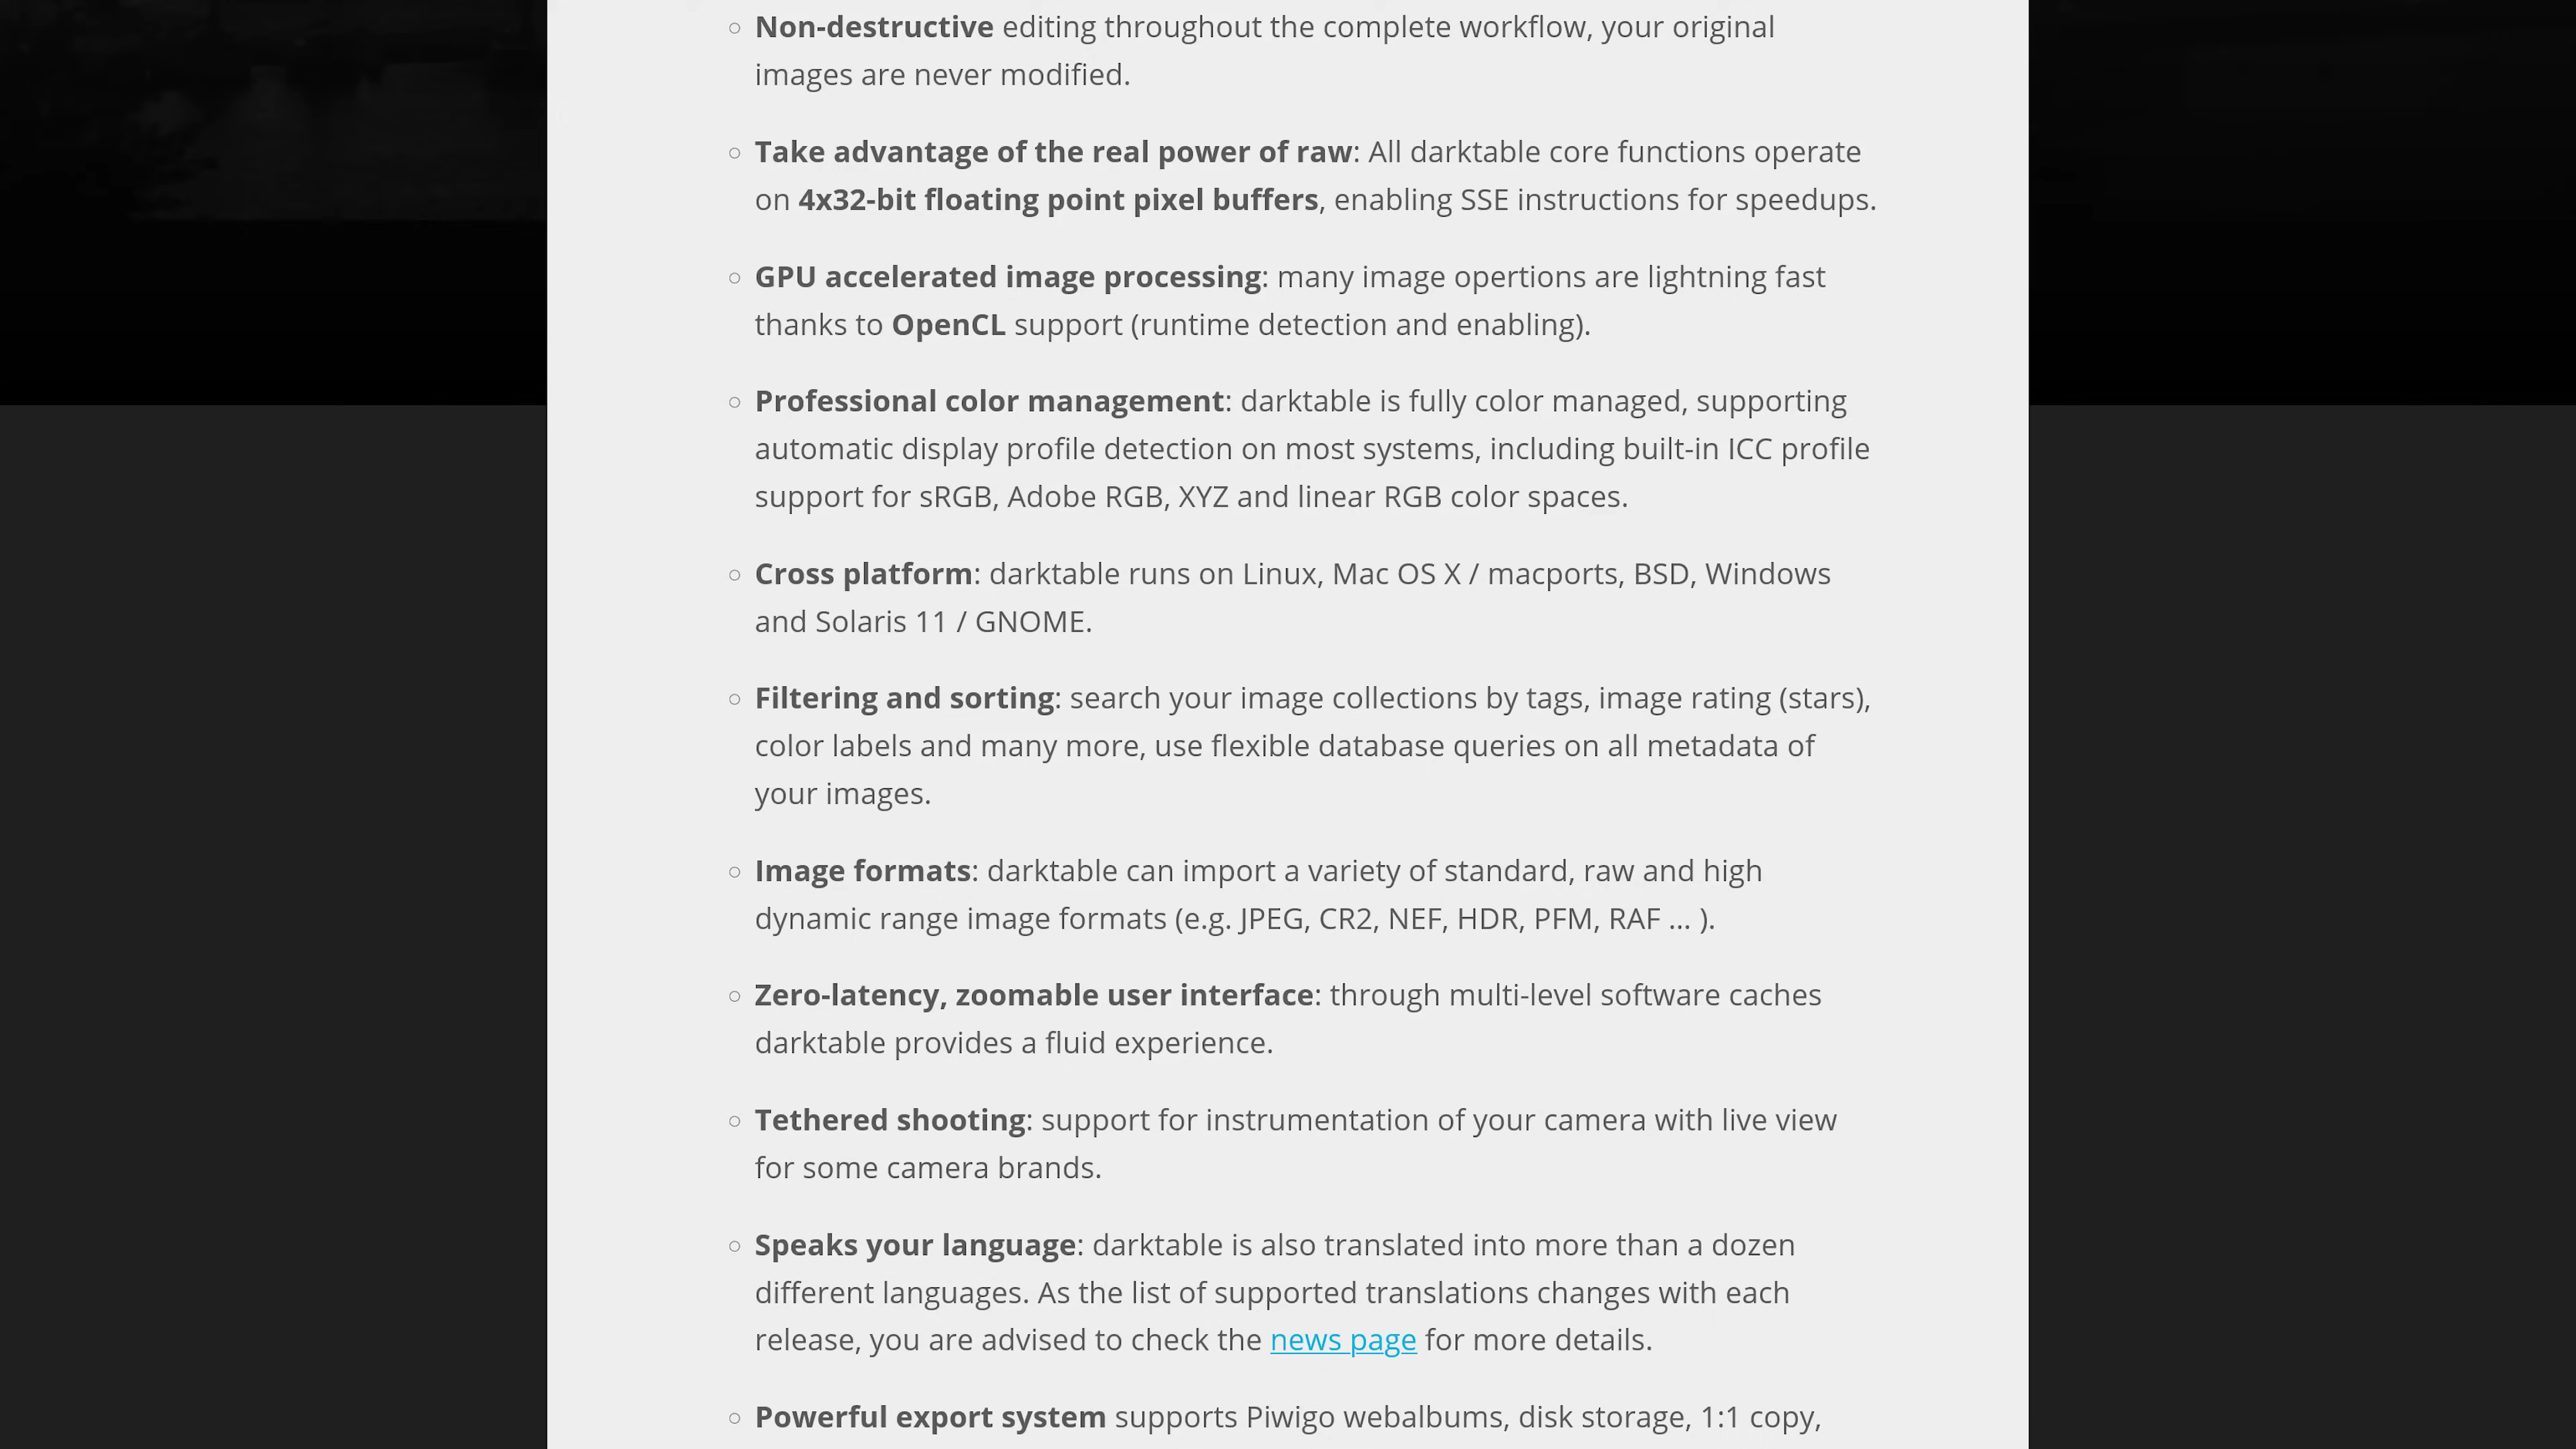 Non-destructive editing throughout the complete workflow, your original
images are never modified.
Take advantage of the real power of raw: All darktable core functions operate
on 4x32-bit floating point pixel buffers, enabling SSE instructions for speedups.
GPU accelerated image processing: many image opertions are lightning fast
thanks to OpenCL support (runtime detection and enabling).
Professional color management: darktable is fully color managed, supporting
automatic display profile detection on most systems, including built-in ICC profile
support for sRGB, Adobe RGB, XYZ and linear RGB color spaces.
Cross platform: darktable runs on Linux, Mac OS X / macports, BSD, Windows
and Solaris 11 / GNOME.
Filtering and sorting: search your image collections by tags, image rating (stars),
color labels and many more, use flexible database queries on all metadata of
your images.
Image formats: darktable can import a variety of standard, raw and high
dynamic range image formats (e.g. JPEG, CR2, NEF, HDR, PFM, RAF … ).
Zero-latency, zoomable user interface: through multi-level software caches
darktable provides a fluid experience.
Tethered shooting: support for instrumentation of your camera with live view
for some camera brands.
Speaks your language: darktable is also translated into more than a dozen
different languages. As the list of supported translations changes with each
release, you are advised to check the news page for more details.
Powerful export system supports Piwigo webalbums, disk storage, 1:1 copy,